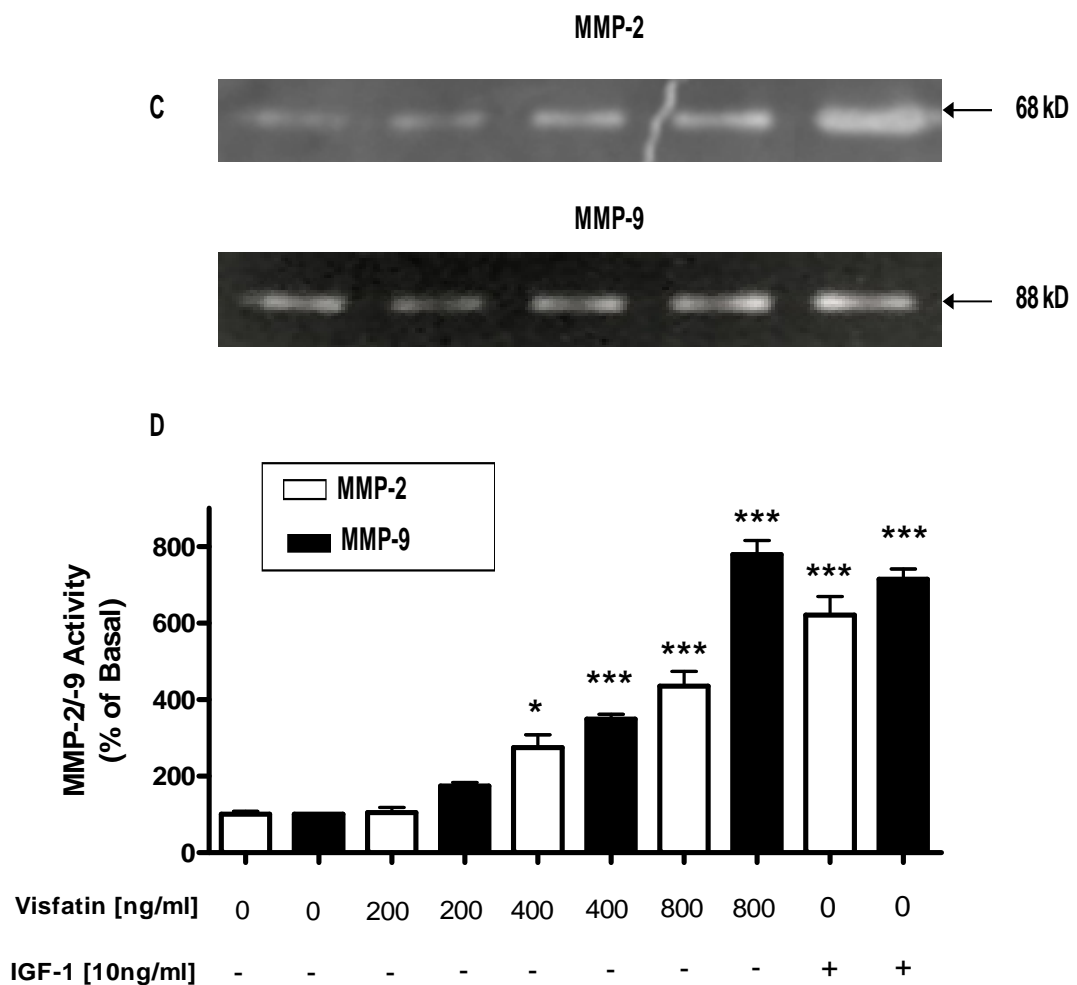 MMP-2
C
68 kD
MMP-9
88 kD
D
MMP-2
MMP-9
MMP-2/-9 Activity
(% of Basal)
800
600
400
200
0
* *** *** *** *** ***
Visfatin [ng/ml] 0 0 200 200 400 400 800 800 0 0
IGF-1 [10ng/ml] - - - - - - - - + +